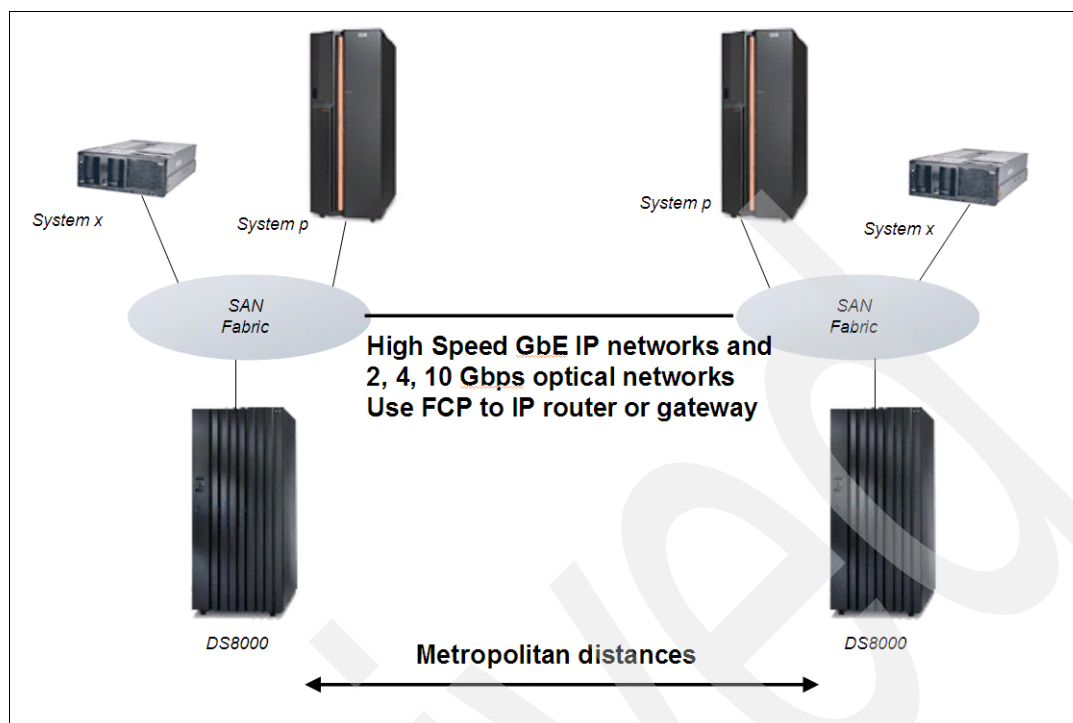 System x
System p
System p
System x
SAN
Fabric
SAN
Fabric
High Speed GbE IP networks and
2, 4, 10 Gbps optical networks
Use FCP to IP router or gateway
DS8000
DS8000
Metropolitan distances